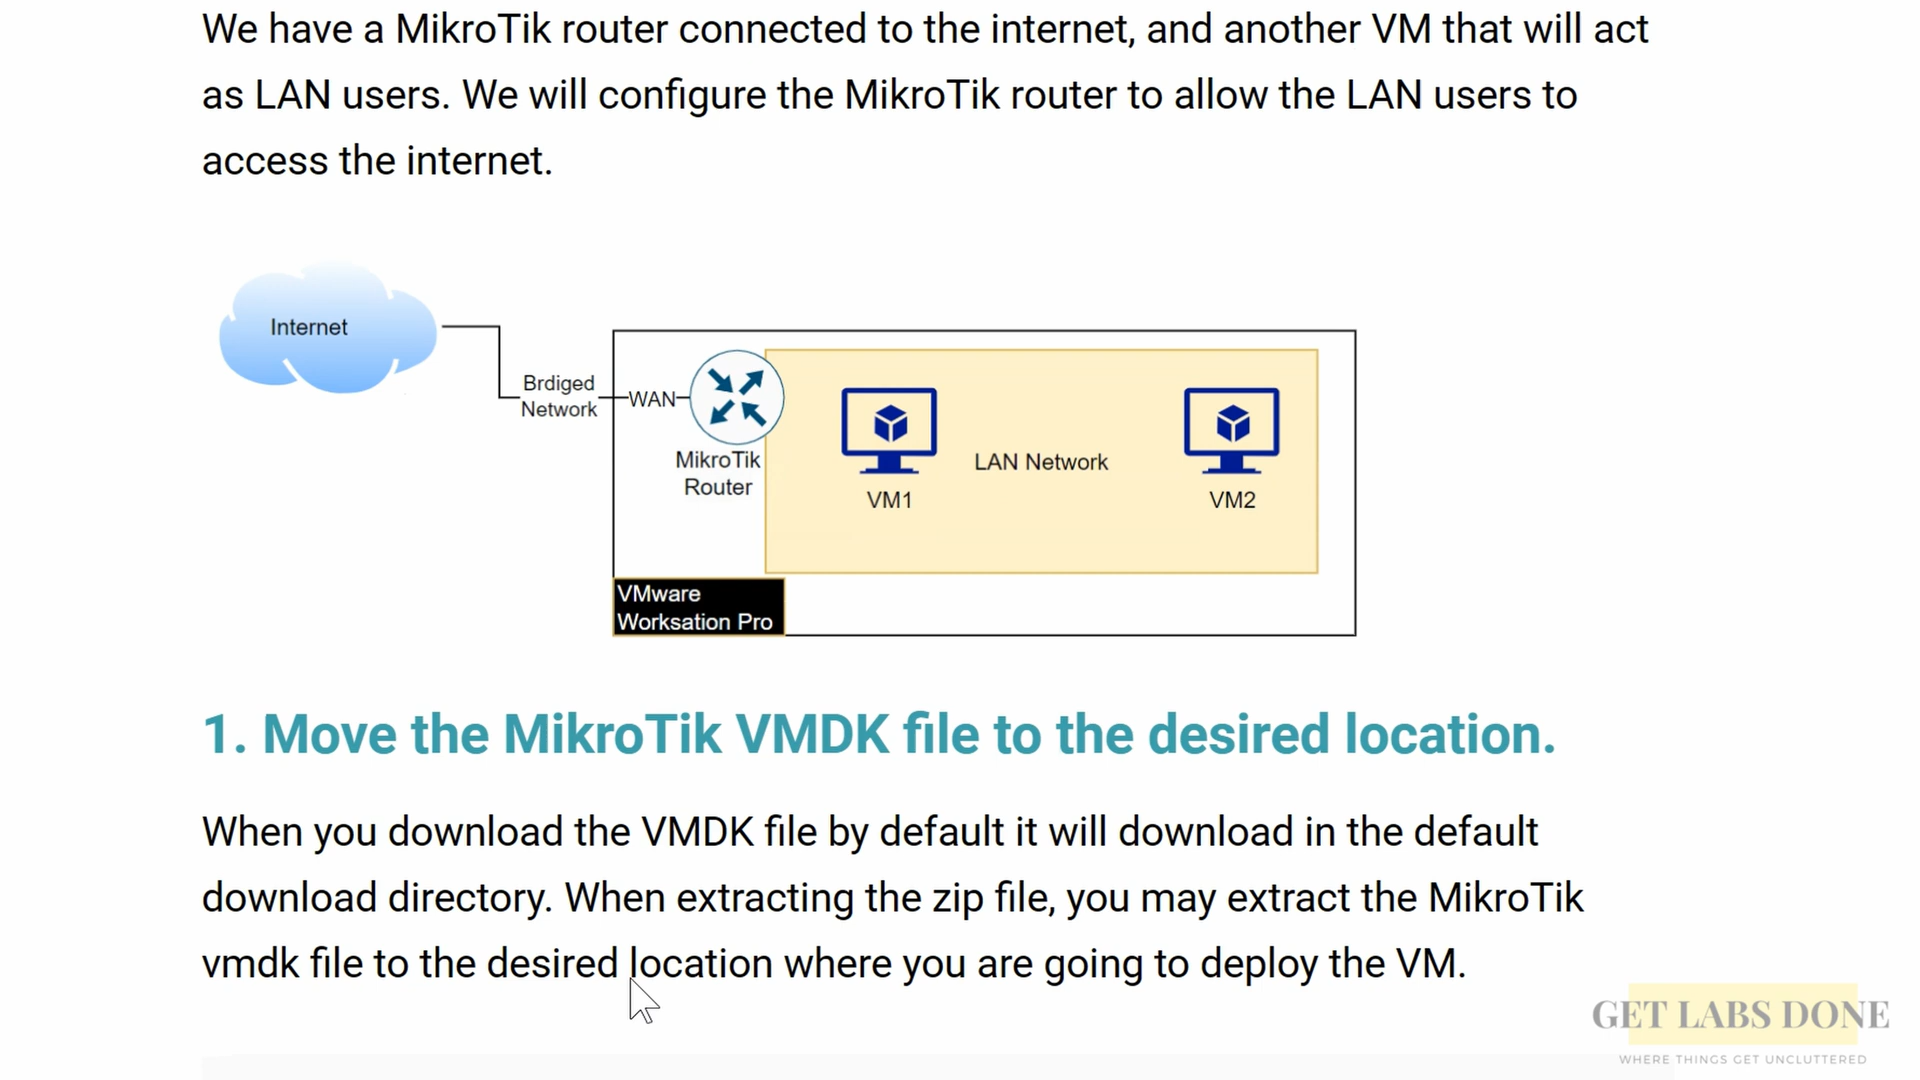 We have a MikroTik router connected to the internet, and another VM that will act
as LAN users. We will configure the MikroTik router to allow the LAN users to
access the internet.
Internet
Brdiged
Network
WAN
MikroTik
Router
VM1
LAN Network
VM2
VMware
Worksation Pro
1. Move the MikroTik VMDK file to the desired location.
When you download the VMDK file by default it will download in the default
download directory. When extracting the zip file, you may extract the MikroTik
vmdk file to the desired location where you are going to deploy the VM.
GET LABS DONE
WHERE THINGS GET UNCLUTTERED